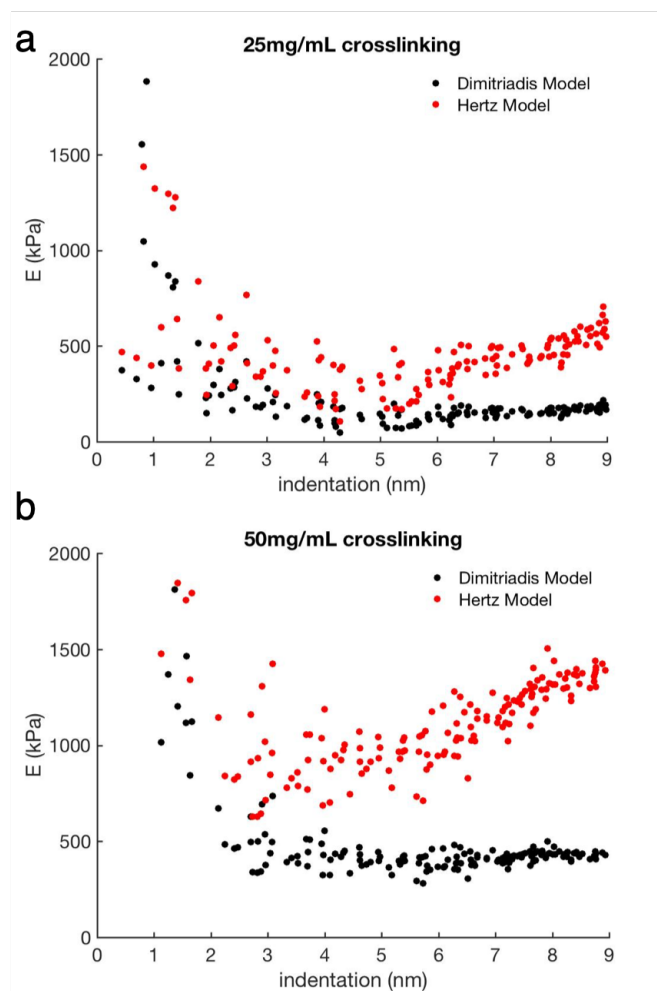 a
25mg/mL crosslinking
2000
Dimitriadis Model
Hertz Model
1500
E (kPa)
1000
500
0
0 1 2 3 4 5 6 7 8 9
indentation (nm)
b
50mg/mL crosslinking
2000
Dimitriadis Model
Hertz Model
1500
E (kPa)
1000
500
0
0 1 2 3 4 5 6 7 8 9
indentation (nm)